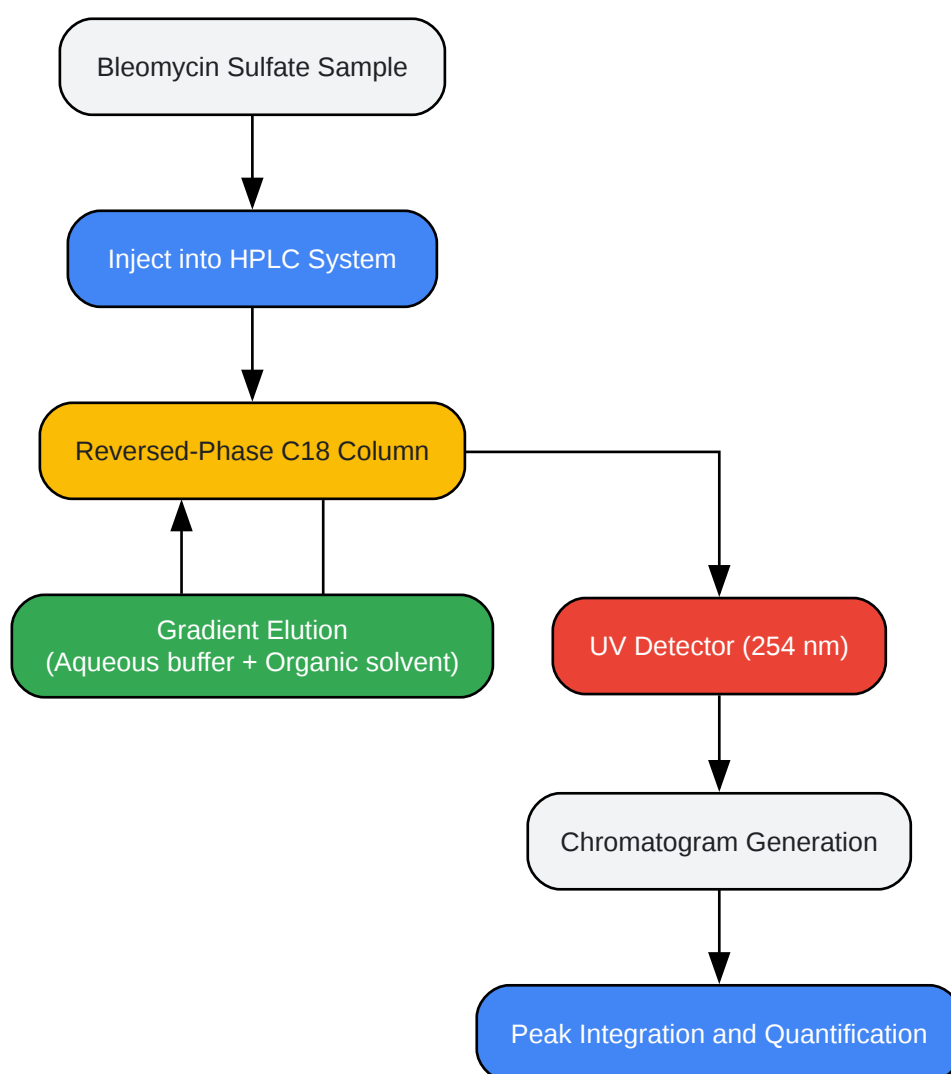 Bleomycin Sulfate Sample
Inject into HPLC System
Reversed-Phase C18 Column
Gradient Elution
(Aqueous buffer + Organic solvent)
UV Detector (254 nm)
Chromatogram Generation
Peak Integration and Quantification